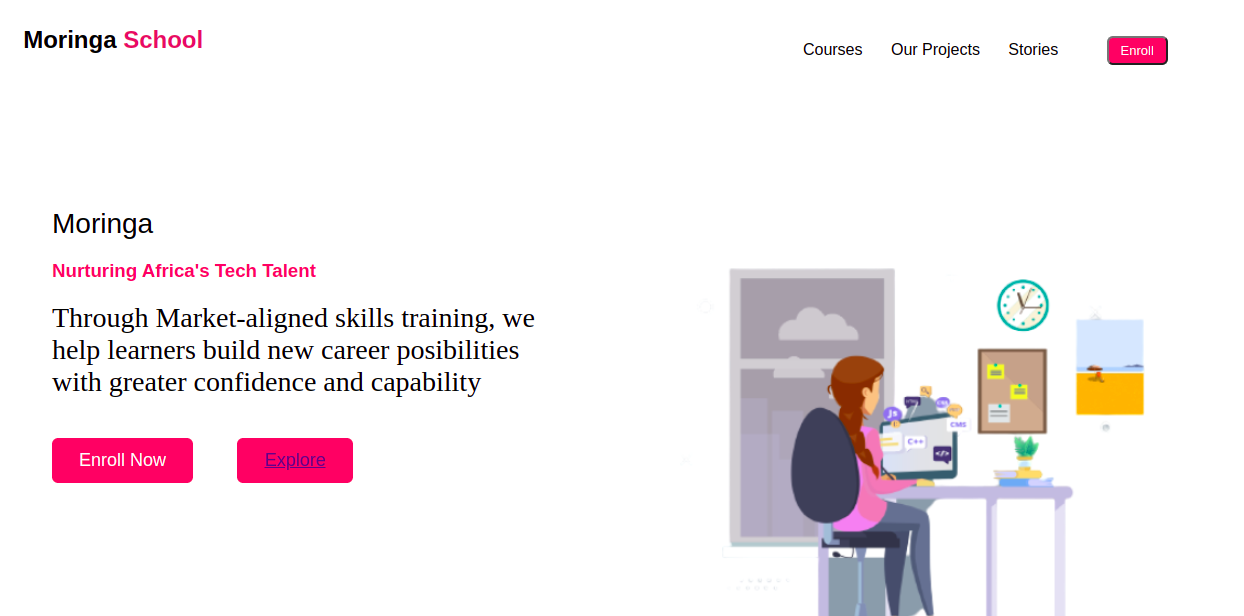 Moringa School
Courses Our Projects Stories Enroll
Moringa
Nurturing Africa's Tech Talent
Through Market-aligned skills training, we
help learners build new career posibilities
with greater confidence and capability
Enroll Now Explore
Js
CMS
C++
</>